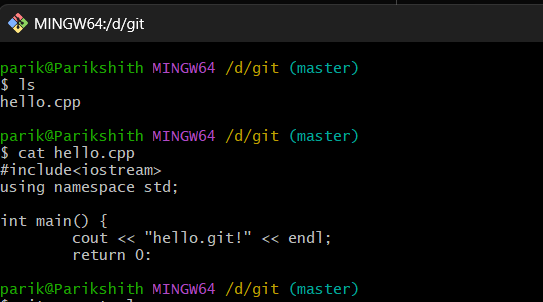 MINGW64:/d/git
parik@Parikshith MINGW64 /d/git (master)
$ ls
hello.cpp
parik@Parikshith MINGW64 /d/git (master)
$ cat hello.cpp
#include<iostream>
using namespace std;
int main() {
cout << "hello.git!" << endl;
return 0:
parik@Parikshith MINGW64 /d/git (master)